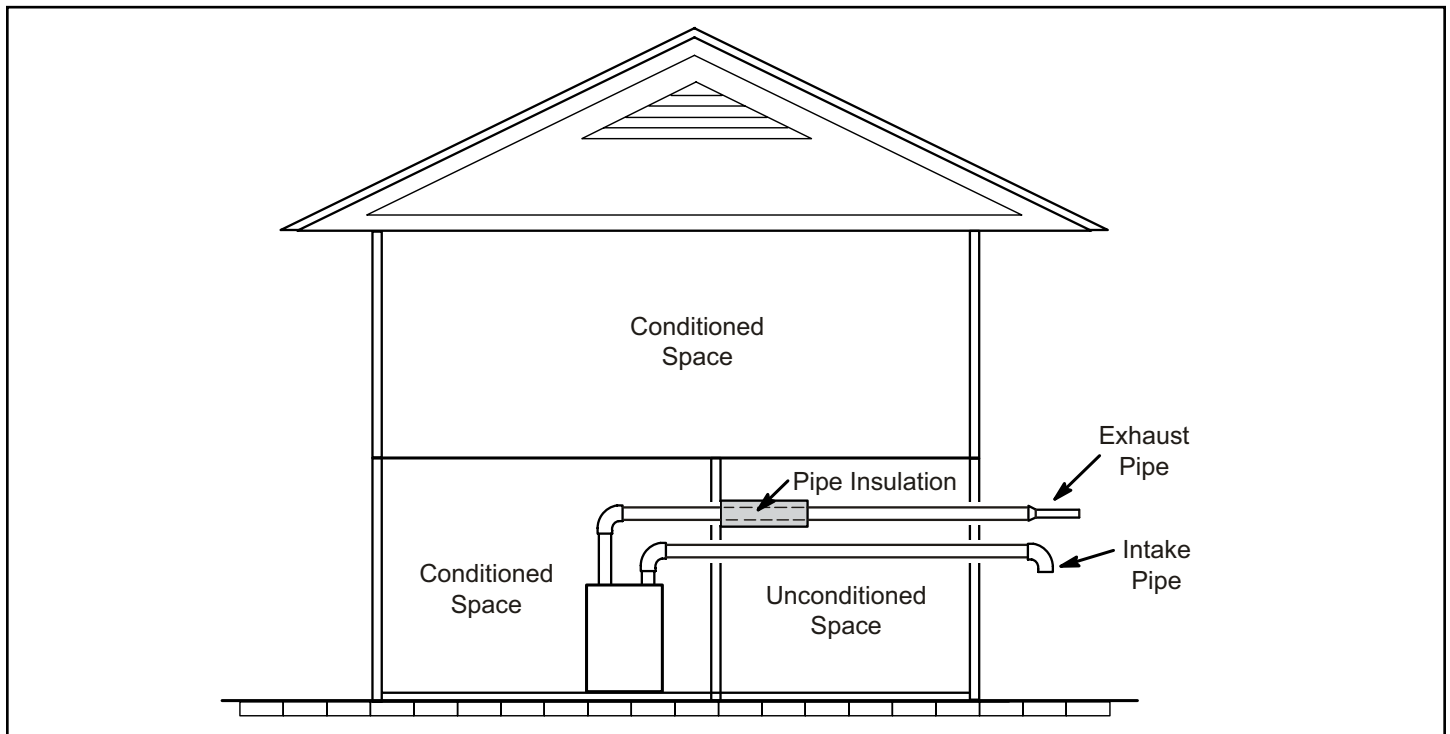 Conditioned
Space
Exhaust
Pipe
Pipe Insulation
Intake
Pipe
Conditioned
Space
Unconditioned
Space